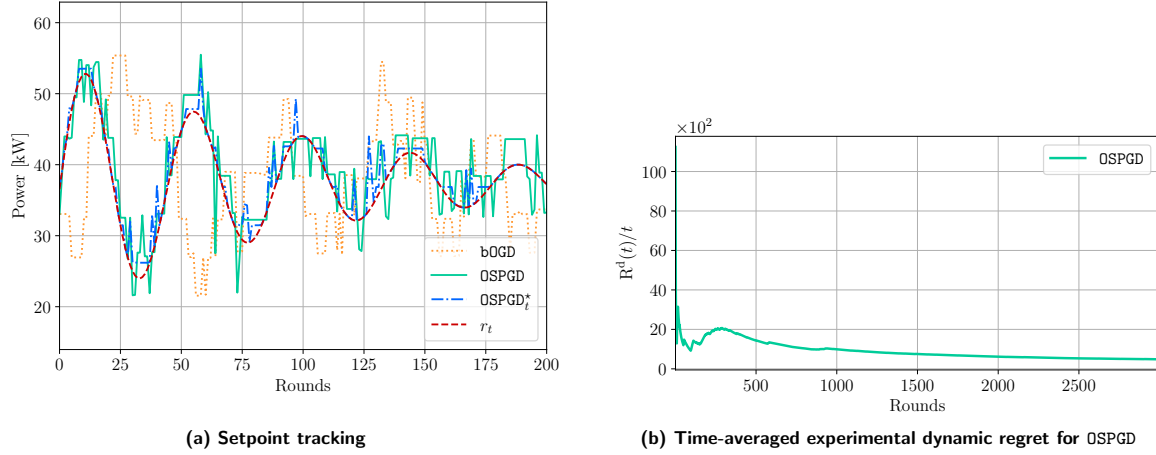 60
50
40
30
20
Power [kW]
0 25 50 75 100 125 150 175 200
Rounds
bOGD
OSPGD
OSPGD⋆t
rt
(a) Setpoint tracking
×10²
100
80
60
40
20
0
Rᵈ(t)/t
500 1000 1500 2000 2500
Rounds
OSPGD
(b) Time-averaged experimental dynamic regret for OSPGD